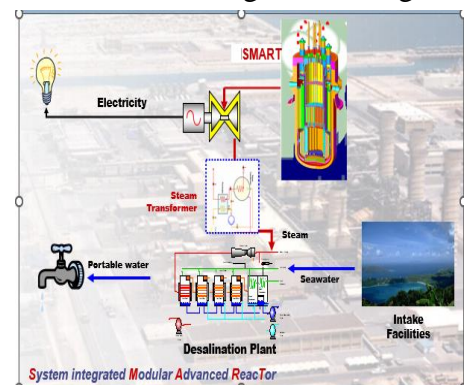 SMART
Electricity
Steam
Transformer
Steam
Portable water
Seawater
Intake
Facilities
Desalination Plant
System integrated Modular Advanced ReacTor